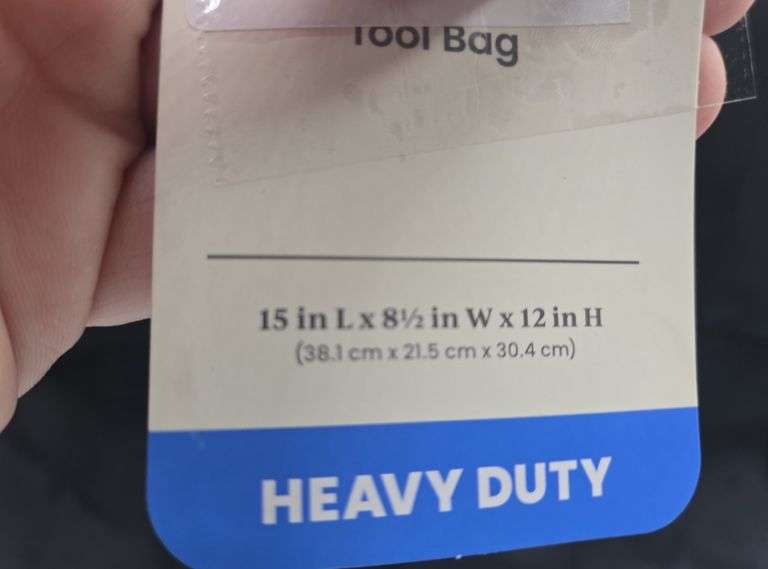 Tool Bag
15 in L x 8½ in W x 12 in H
(38.1 cm x 21.5 cm x 30.4 cm)
HEAVY DUTY